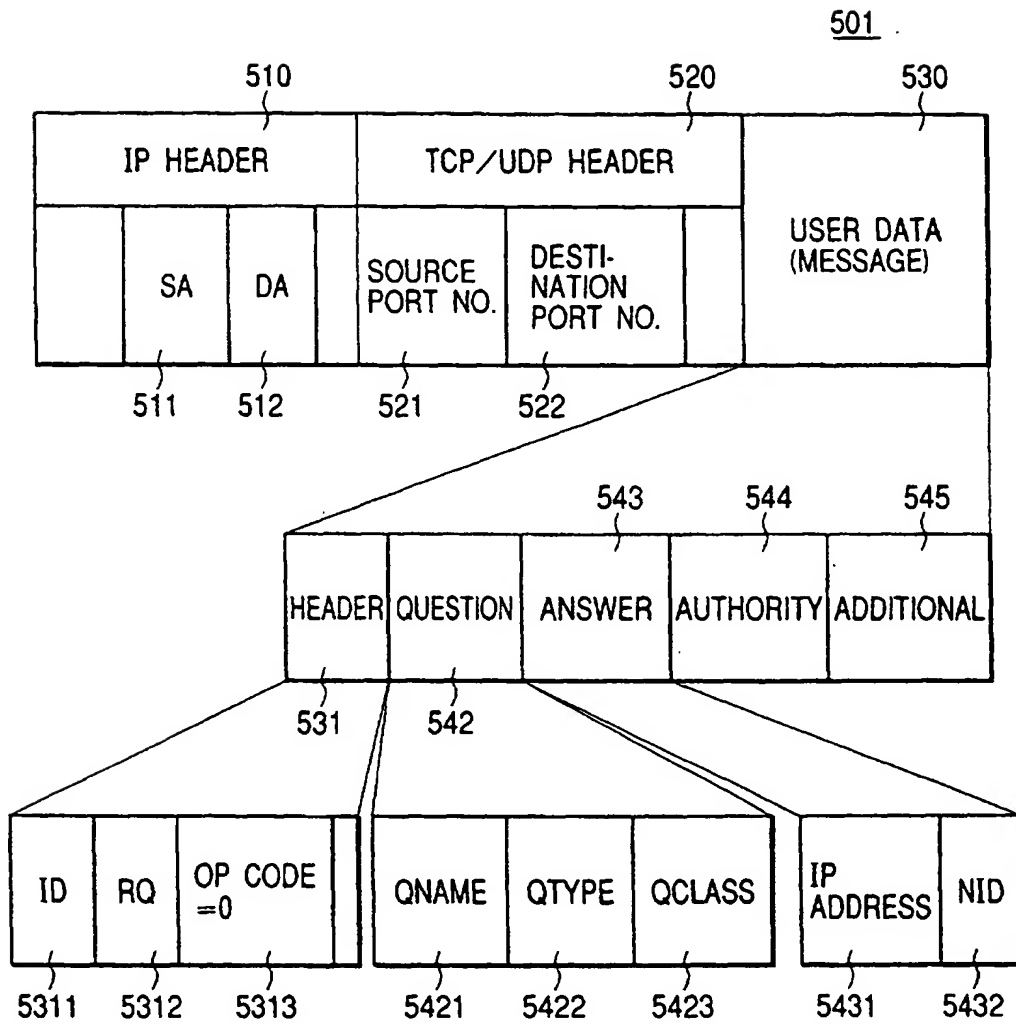 501
510 520 530
IP HEADER TCP/UDP HEADER USER DATA (MESSAGE)
SA DA SOURCE PORT NO. DESTI-NATION PORT NO.
511 512 521 522
543 544 545
HEADER QUESTION ANSWER AUTHORITY ADDITIONAL
531 542
ID RQ OP CODE =0 QNAME QTYPE QCLASS IP ADDRESS NID
5311 5312 5313 5421 5422 5423 5431 5432